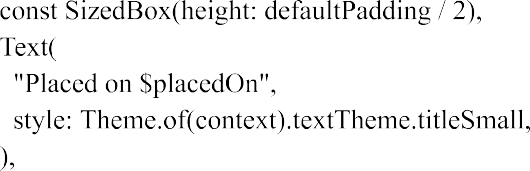 const SizedBox(height: defaultPadding / 2),
Text(
  "Placed on $placedOn",
  style: Theme.of(context).textTheme.titleSmall,
),